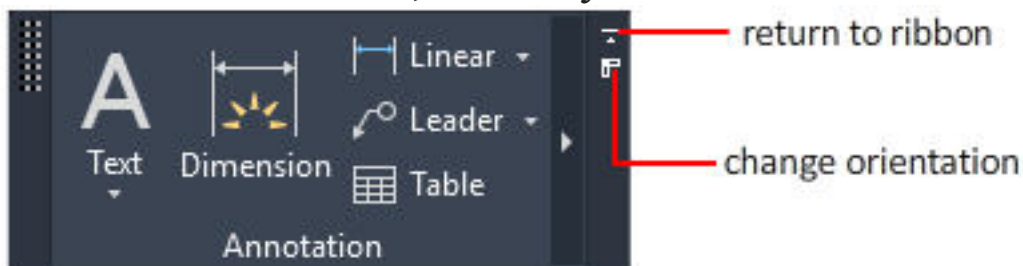 return to ribbon
Linear
Leader
Text
Dimension
Table
change orientation
Annotation